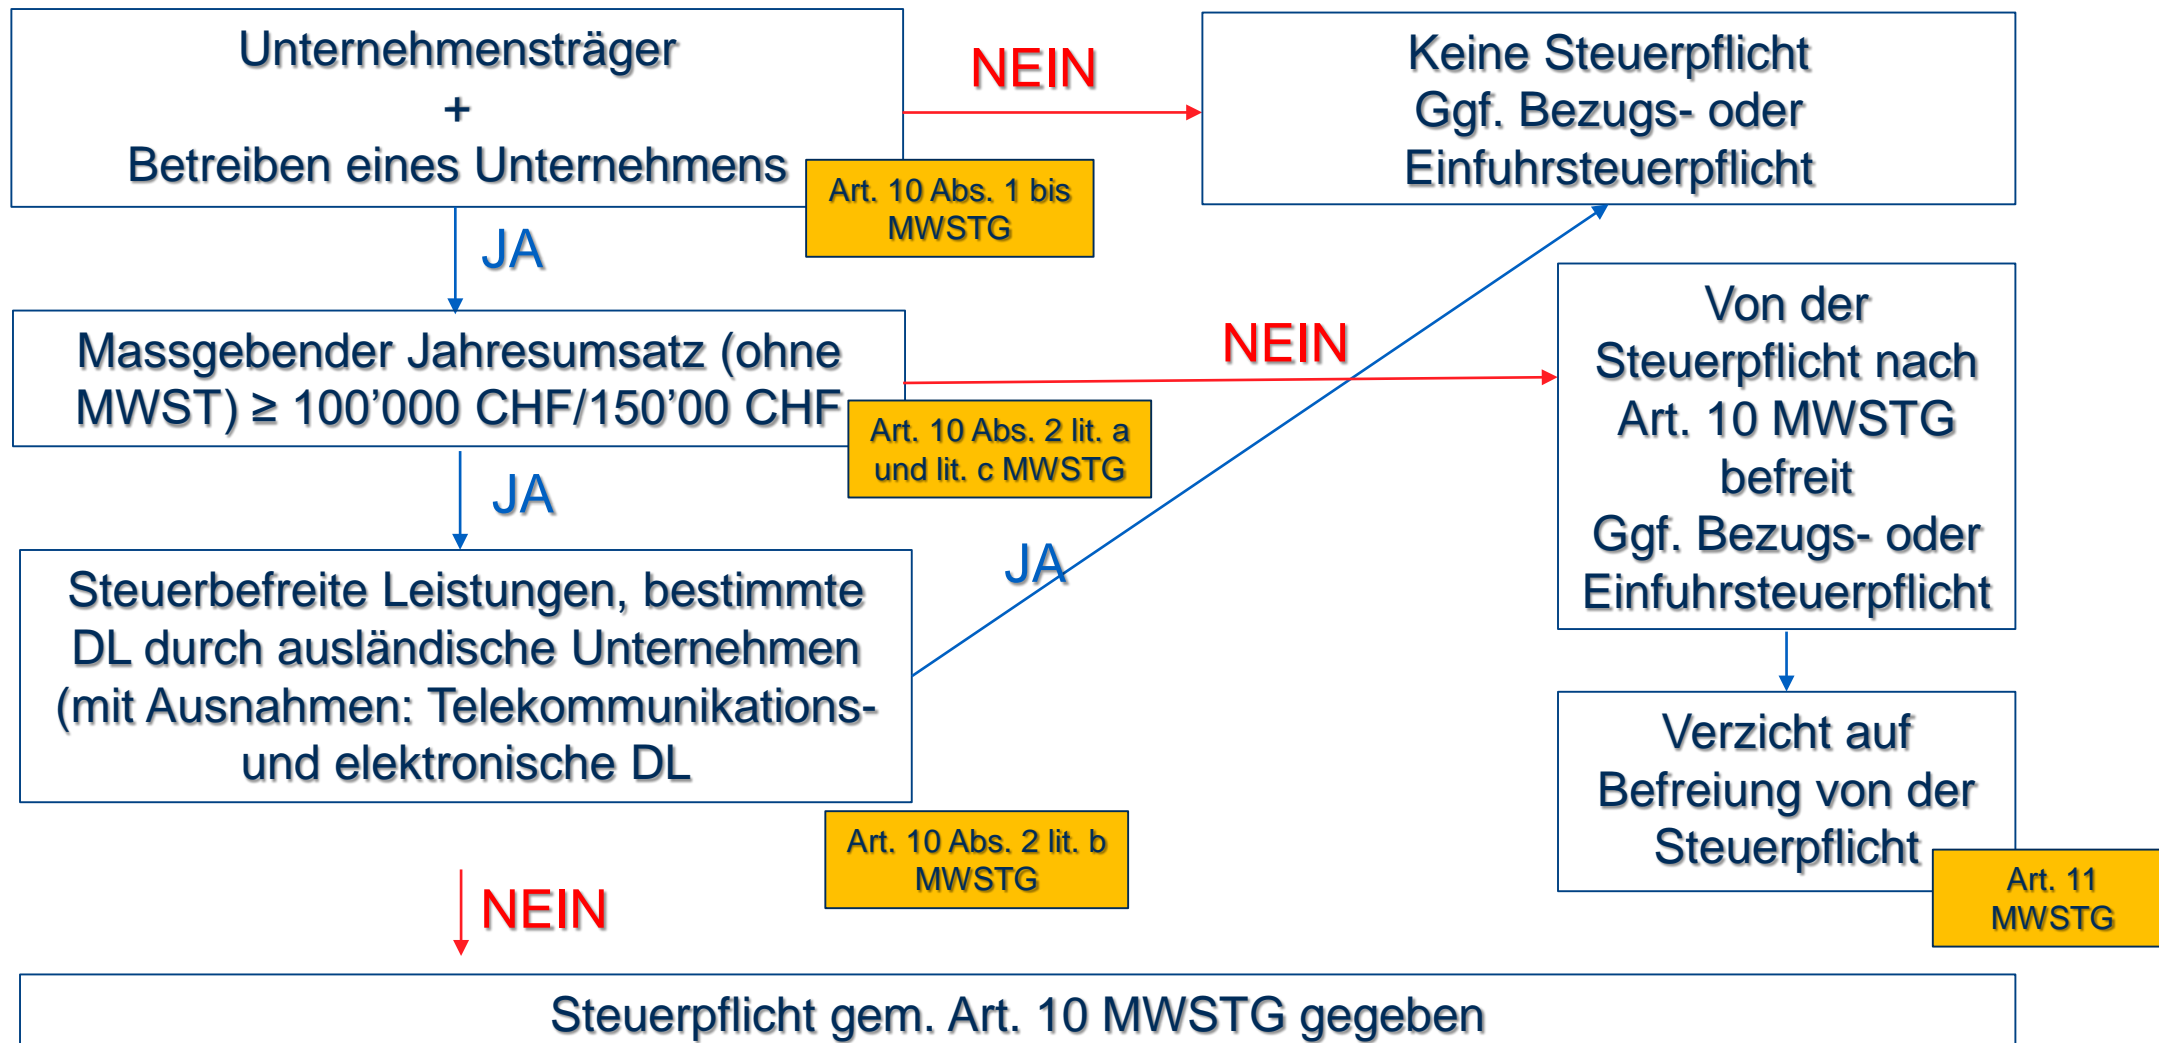 Unternehmensträger
+
Betreiben eines Unternehmens
Art. 10 Abs. 1 bis
MWSTG
NEIN
Keine Steuerpflicht
Ggf. Bezugs- oder
Einfuhrsteuerpflicht
JA
Massgebender Jahresumsatz (ohne
MWST) ≥ 100’000 CHF/150’00 CHF
Art. 10 Abs. 2 lit. a
und lit. c MWSTG
NEIN
Von der
Steuerpflicht nach
Art. 10 MWSTG
befreit
Ggf. Bezugs- oder
Einfuhrsteuerpflicht
JA
Steuerbefreite Leistungen, bestimmte
DL durch ausländische Unternehmen
(mit Ausnahmen: Telekommunikations-
und elektronische DL
Art. 10 Abs. 2 lit. b
MWSTG
JA
Verzicht auf
Befreiung von der
Steuerpflicht
Art. 11
MWSTG
NEIN
Steuerpflicht gem. Art. 10 MWSTG gegeben